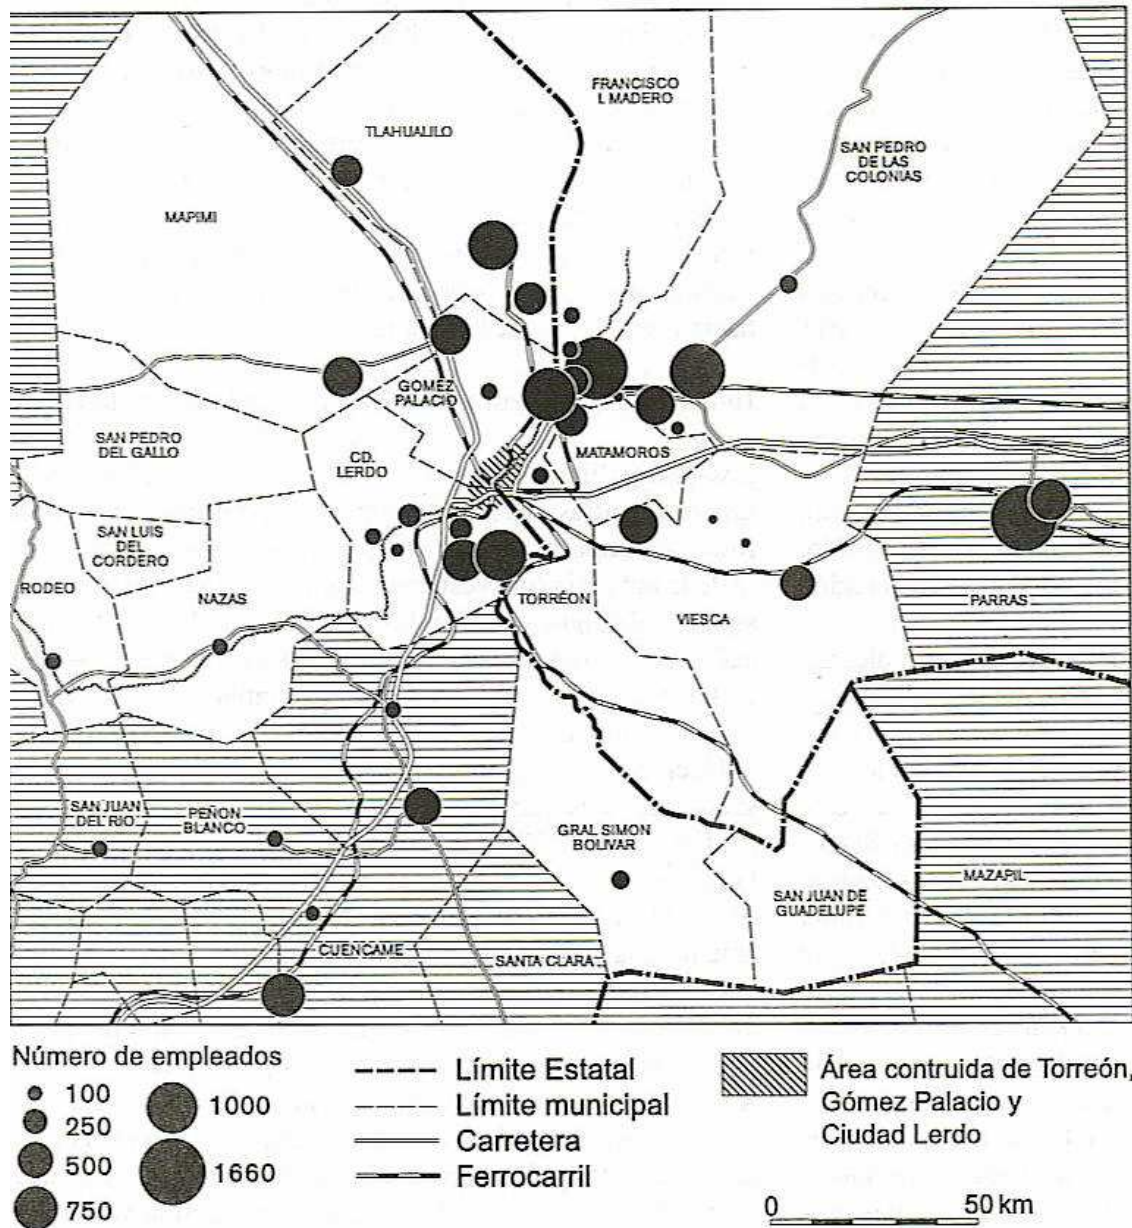 FRANCISCO
I. MADERO
TLAHUALILO
SAN PEDRO
DE LAS
COLONIAS
MAPIMI
GOMEZ
PALACIO
SAN PEDRO
DEL GALLO
CD.
LERDO
MATAMOROS
SAN LUIS
DEL
CORDERO
RODEO
NAZAS
TORRÉON
VIESCA
PARRAS
SAN JUAN
DEL RIO
PEÑON
BLANCO
GRAL SIMON
BOLIVAR
SAN JUAN DE
GUADELUPE
MAZAPIL
CUENCAME
SANTA CLARA
Número de empleados
100
250
500
750
1000
1660
Límite Estatal
Límite municipal
Carretera
Ferrocarril
Área contruida de Torreón,
Gómez Palacio y
Ciudad Lerdo
0 50 km